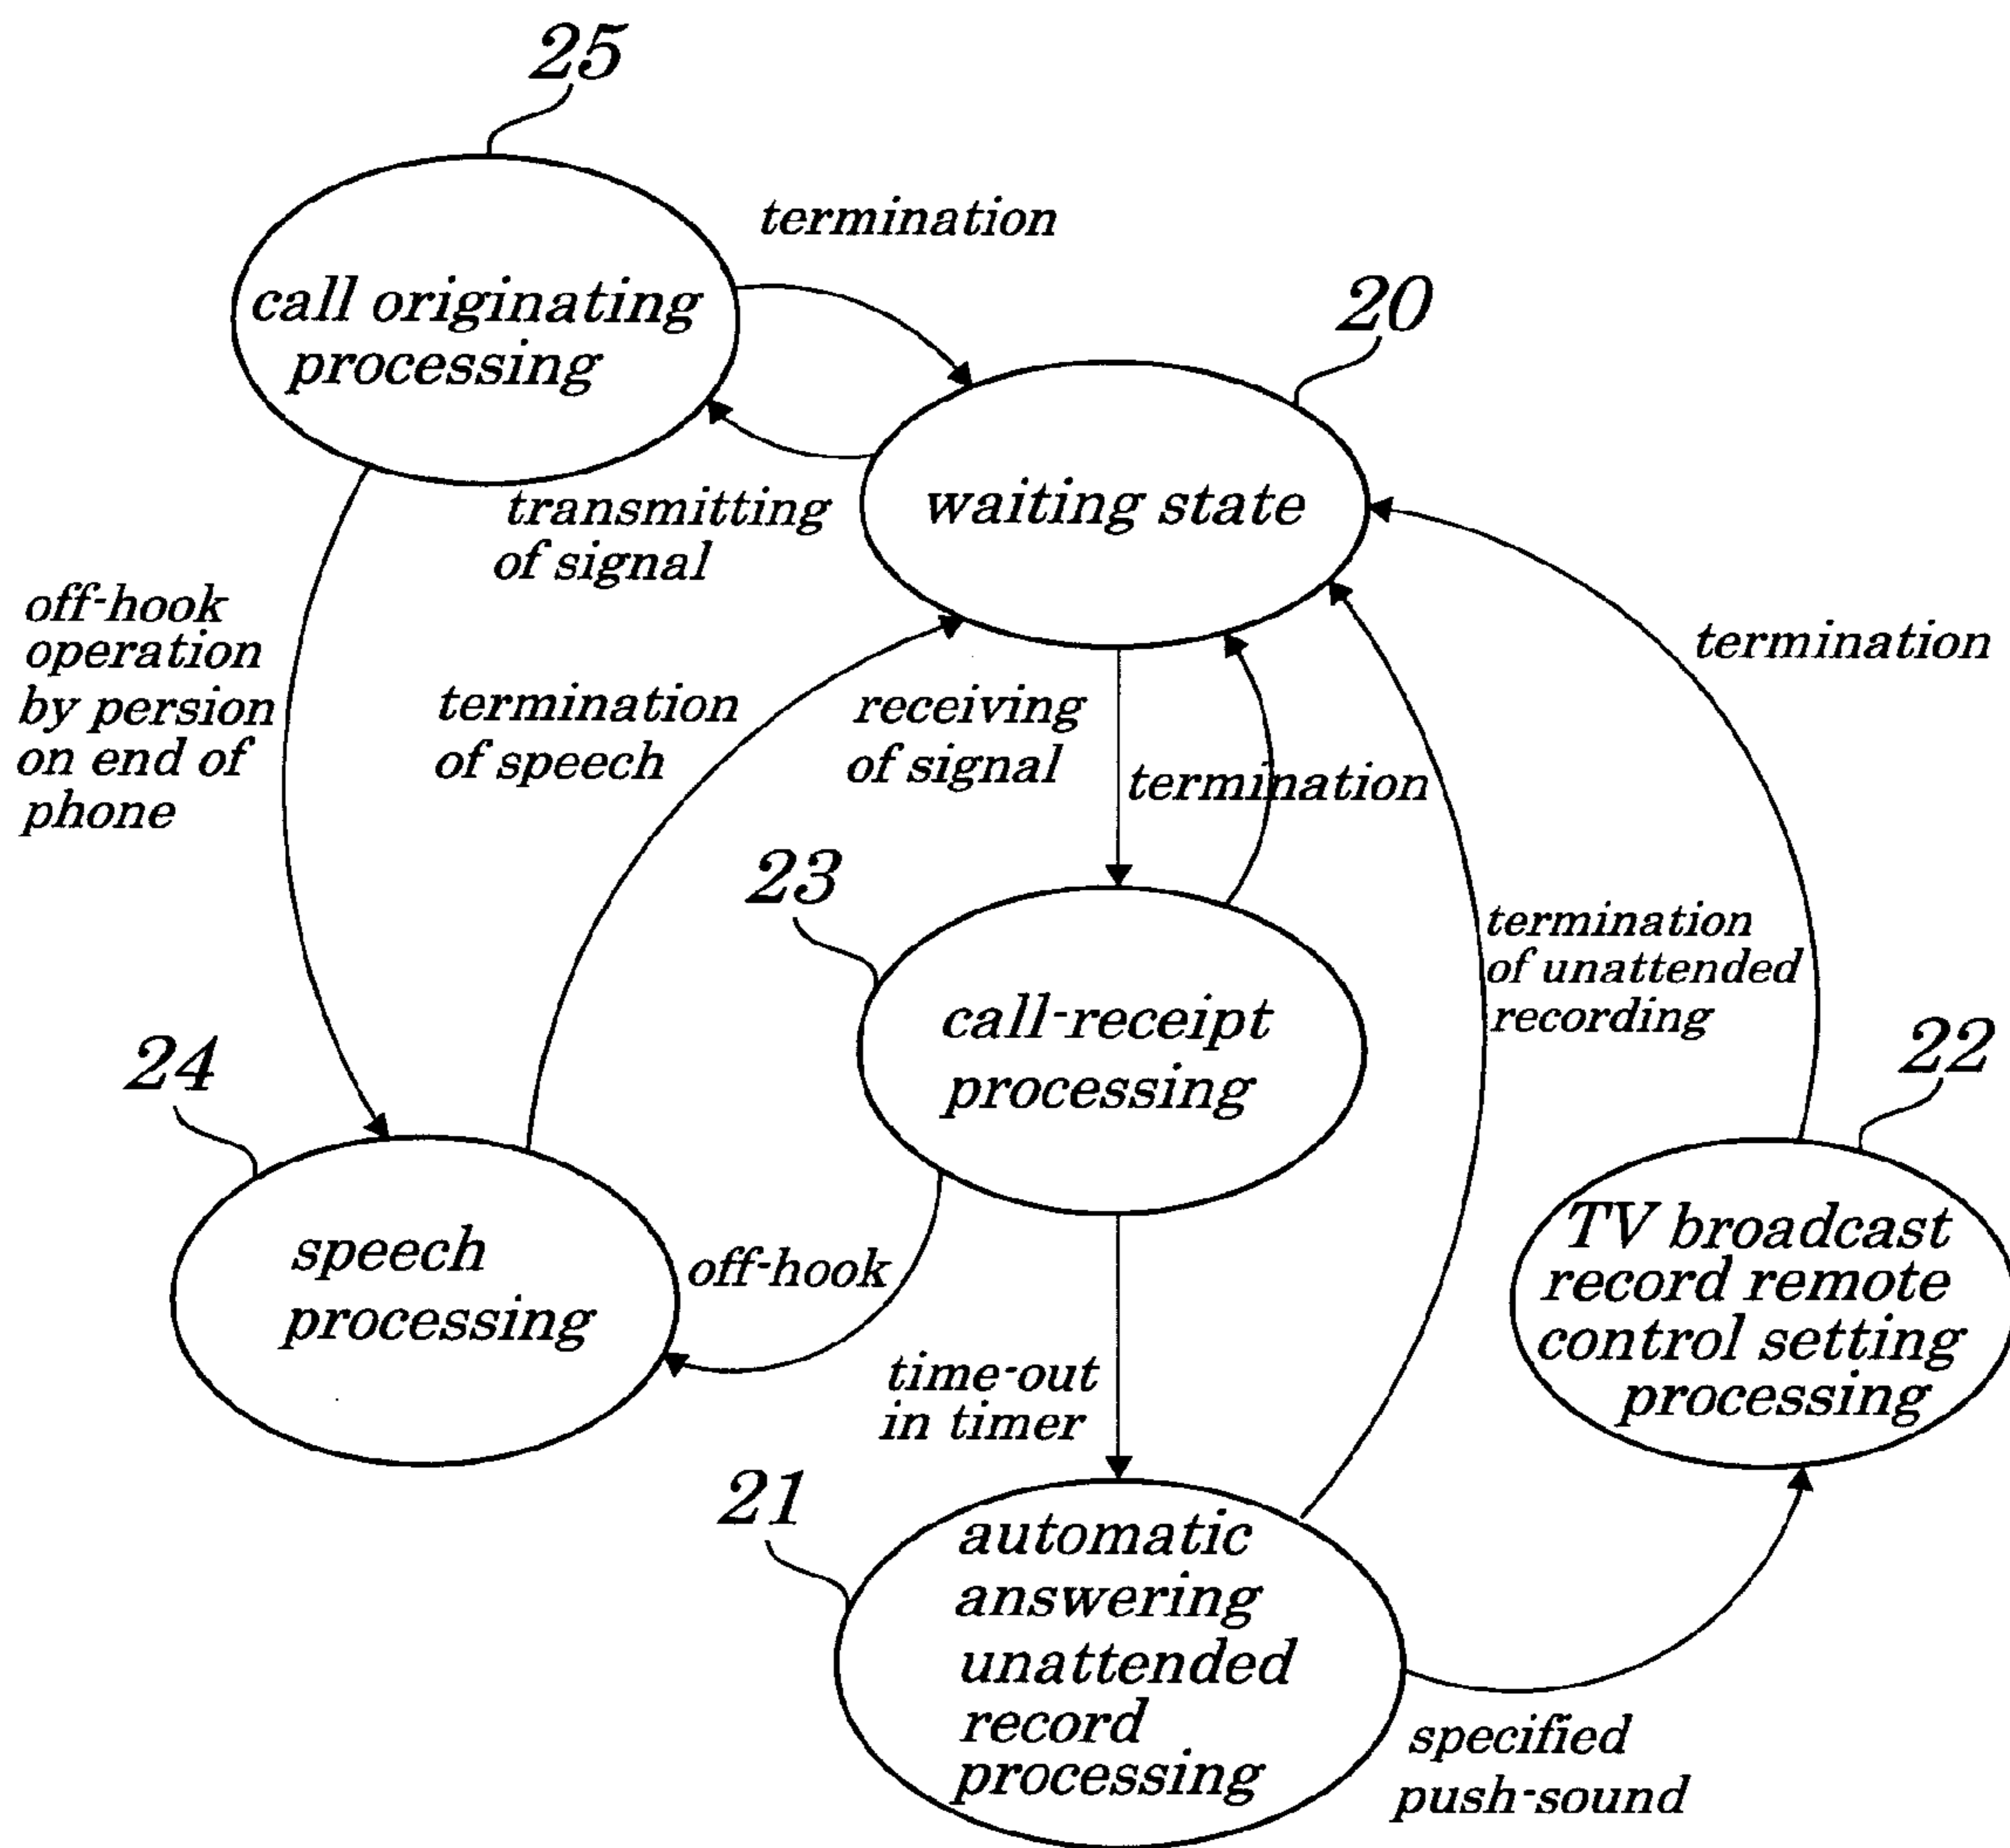 25
termination
call originating
processing
20
transmitting
of signal
waiting state
off-hook
operation
by persion
on end of
phone
termination
of speech
receiving
of signal
termination
termination
23
termination
of unattended
recording
call-receipt
processing
24
22
speech
processing
off-hook
TV broadcast
record remote
control setting
processing
time-out
in timer
21
automatic
answering
unattended
record
processing
specified
push-sound